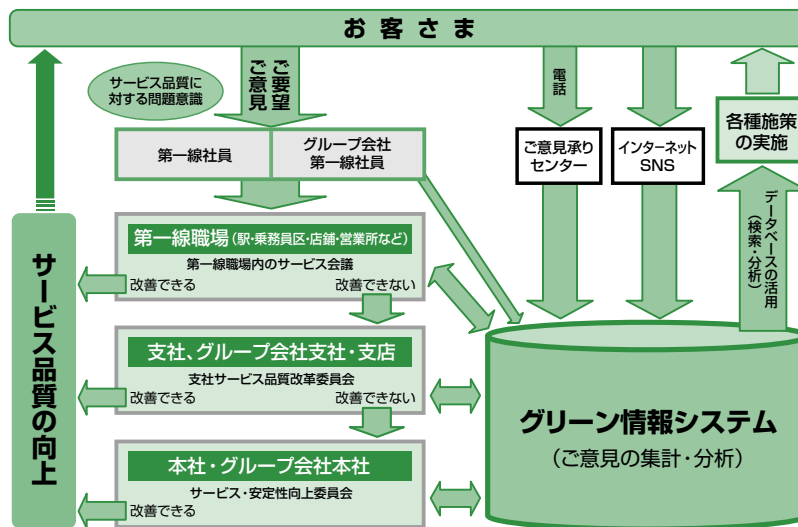 お客さま
サービス品質に
対する問題意識
ご要望
ご意見
電話
第一線社員
グループ会社
第一線社員
ご意見承り
センター
インターネット
SNS
各種施策
の実施
データベースの活用
(検索・分析)
サービス品質の向上
第一線職場(駅・乗務員区・店舗・営業所など)
第一線職場内のサービス会議
改善できる
改善できない
支社、グループ会社支社・支店
支社サービス品質改革委員会
改善できる
改善できない
本社・グループ会社本社
サービス・安定性向上委員会
改善できる
グリーン情報システム
(ご意見の集計・分析)